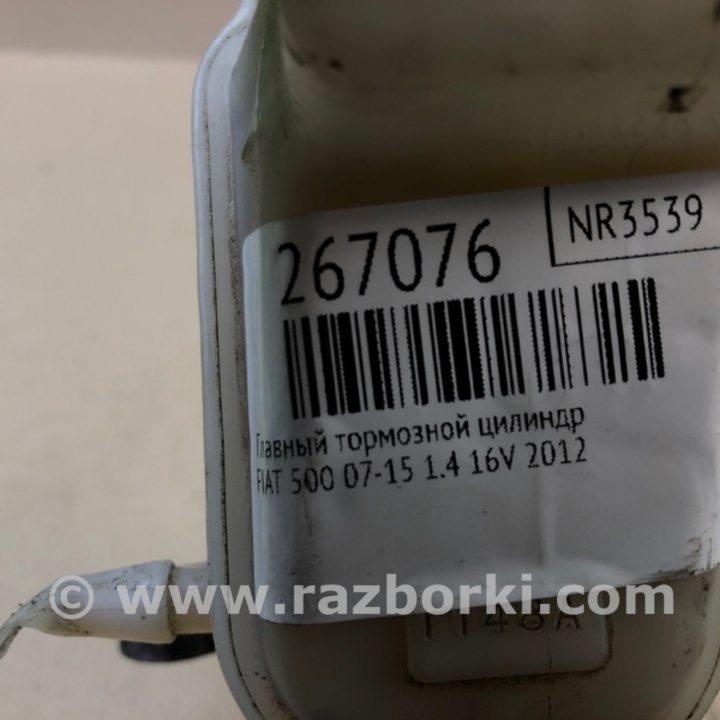 267076
NR3539
Главный тормозной цилиндр
FIAT 500 07-15 1.4 16V 2012
© www.razborki.com